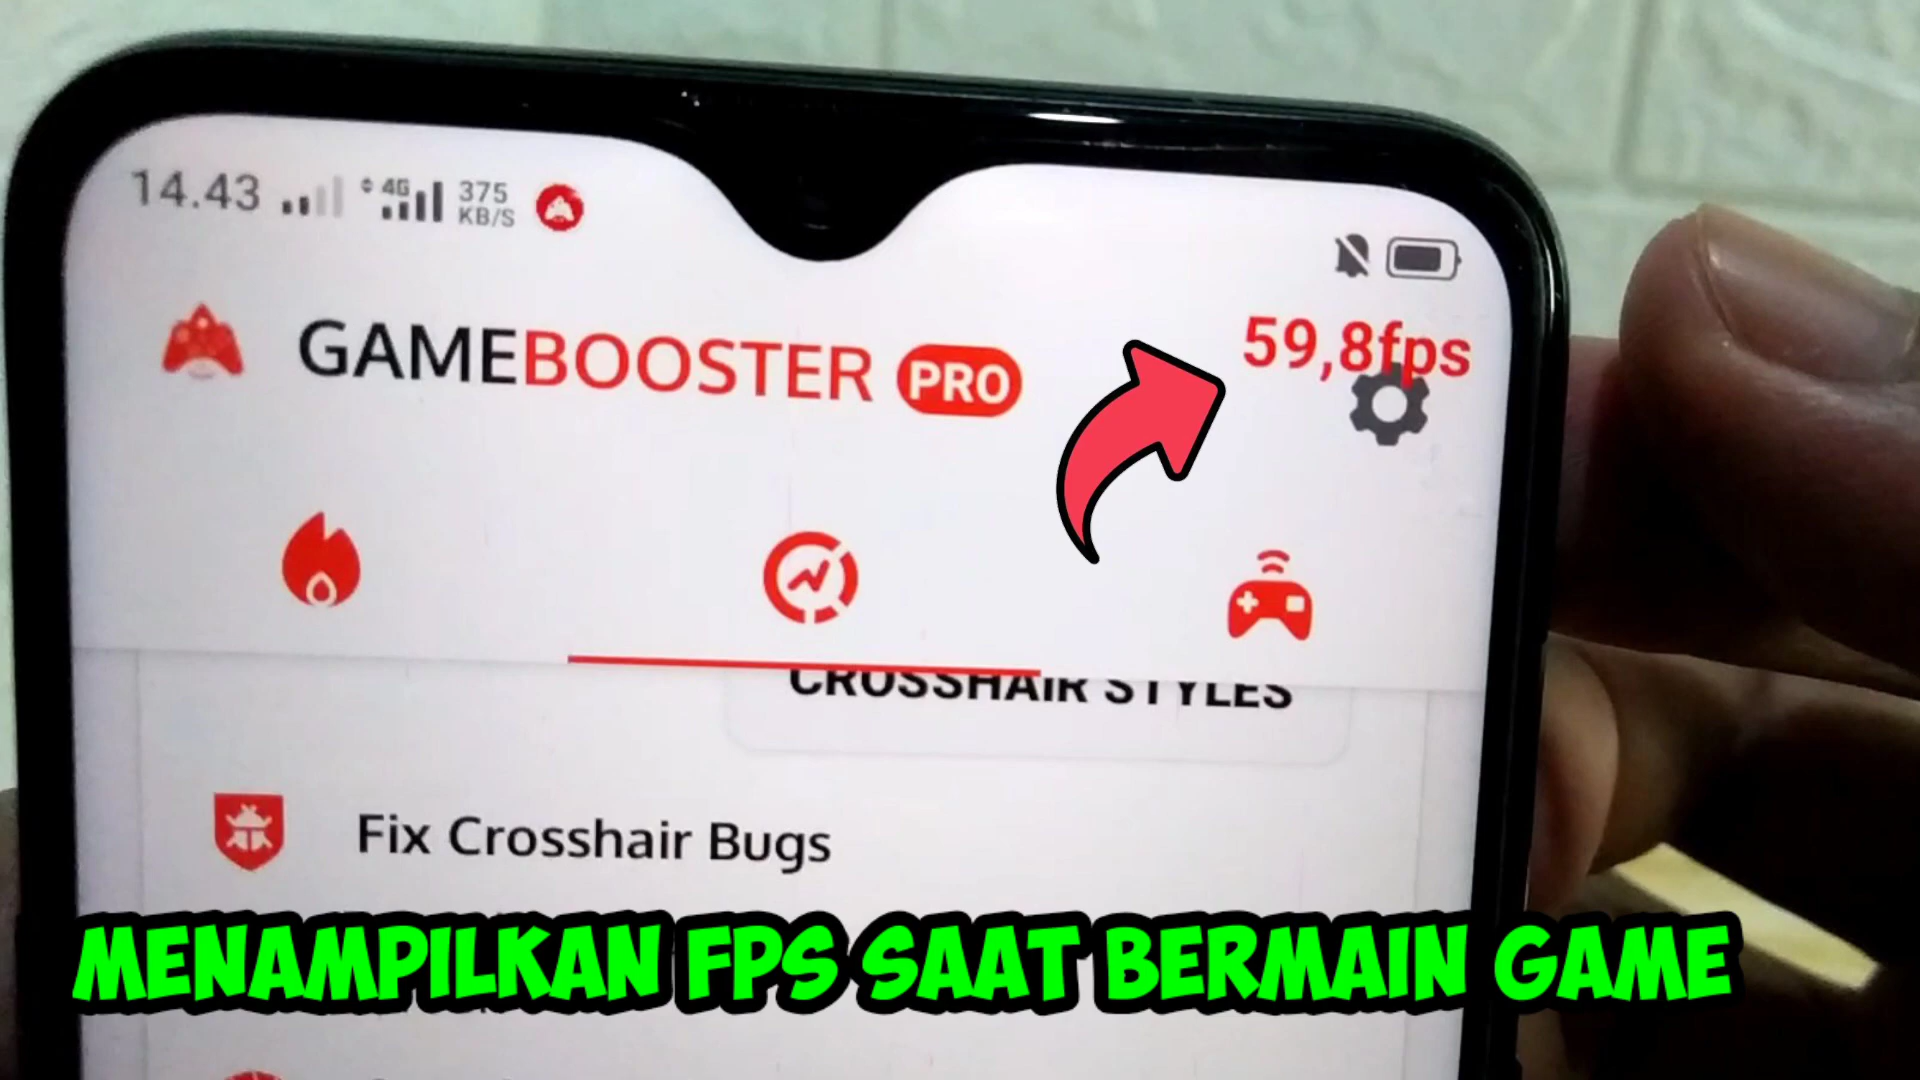 14.43 4G 375 KB/S
GAMEBOOSTER PRO
59,8fps
CROSSHAIR STYLES
Fix Crosshair Bugs
MENAMPILKAN FPS SAAT BERMAIN GAME